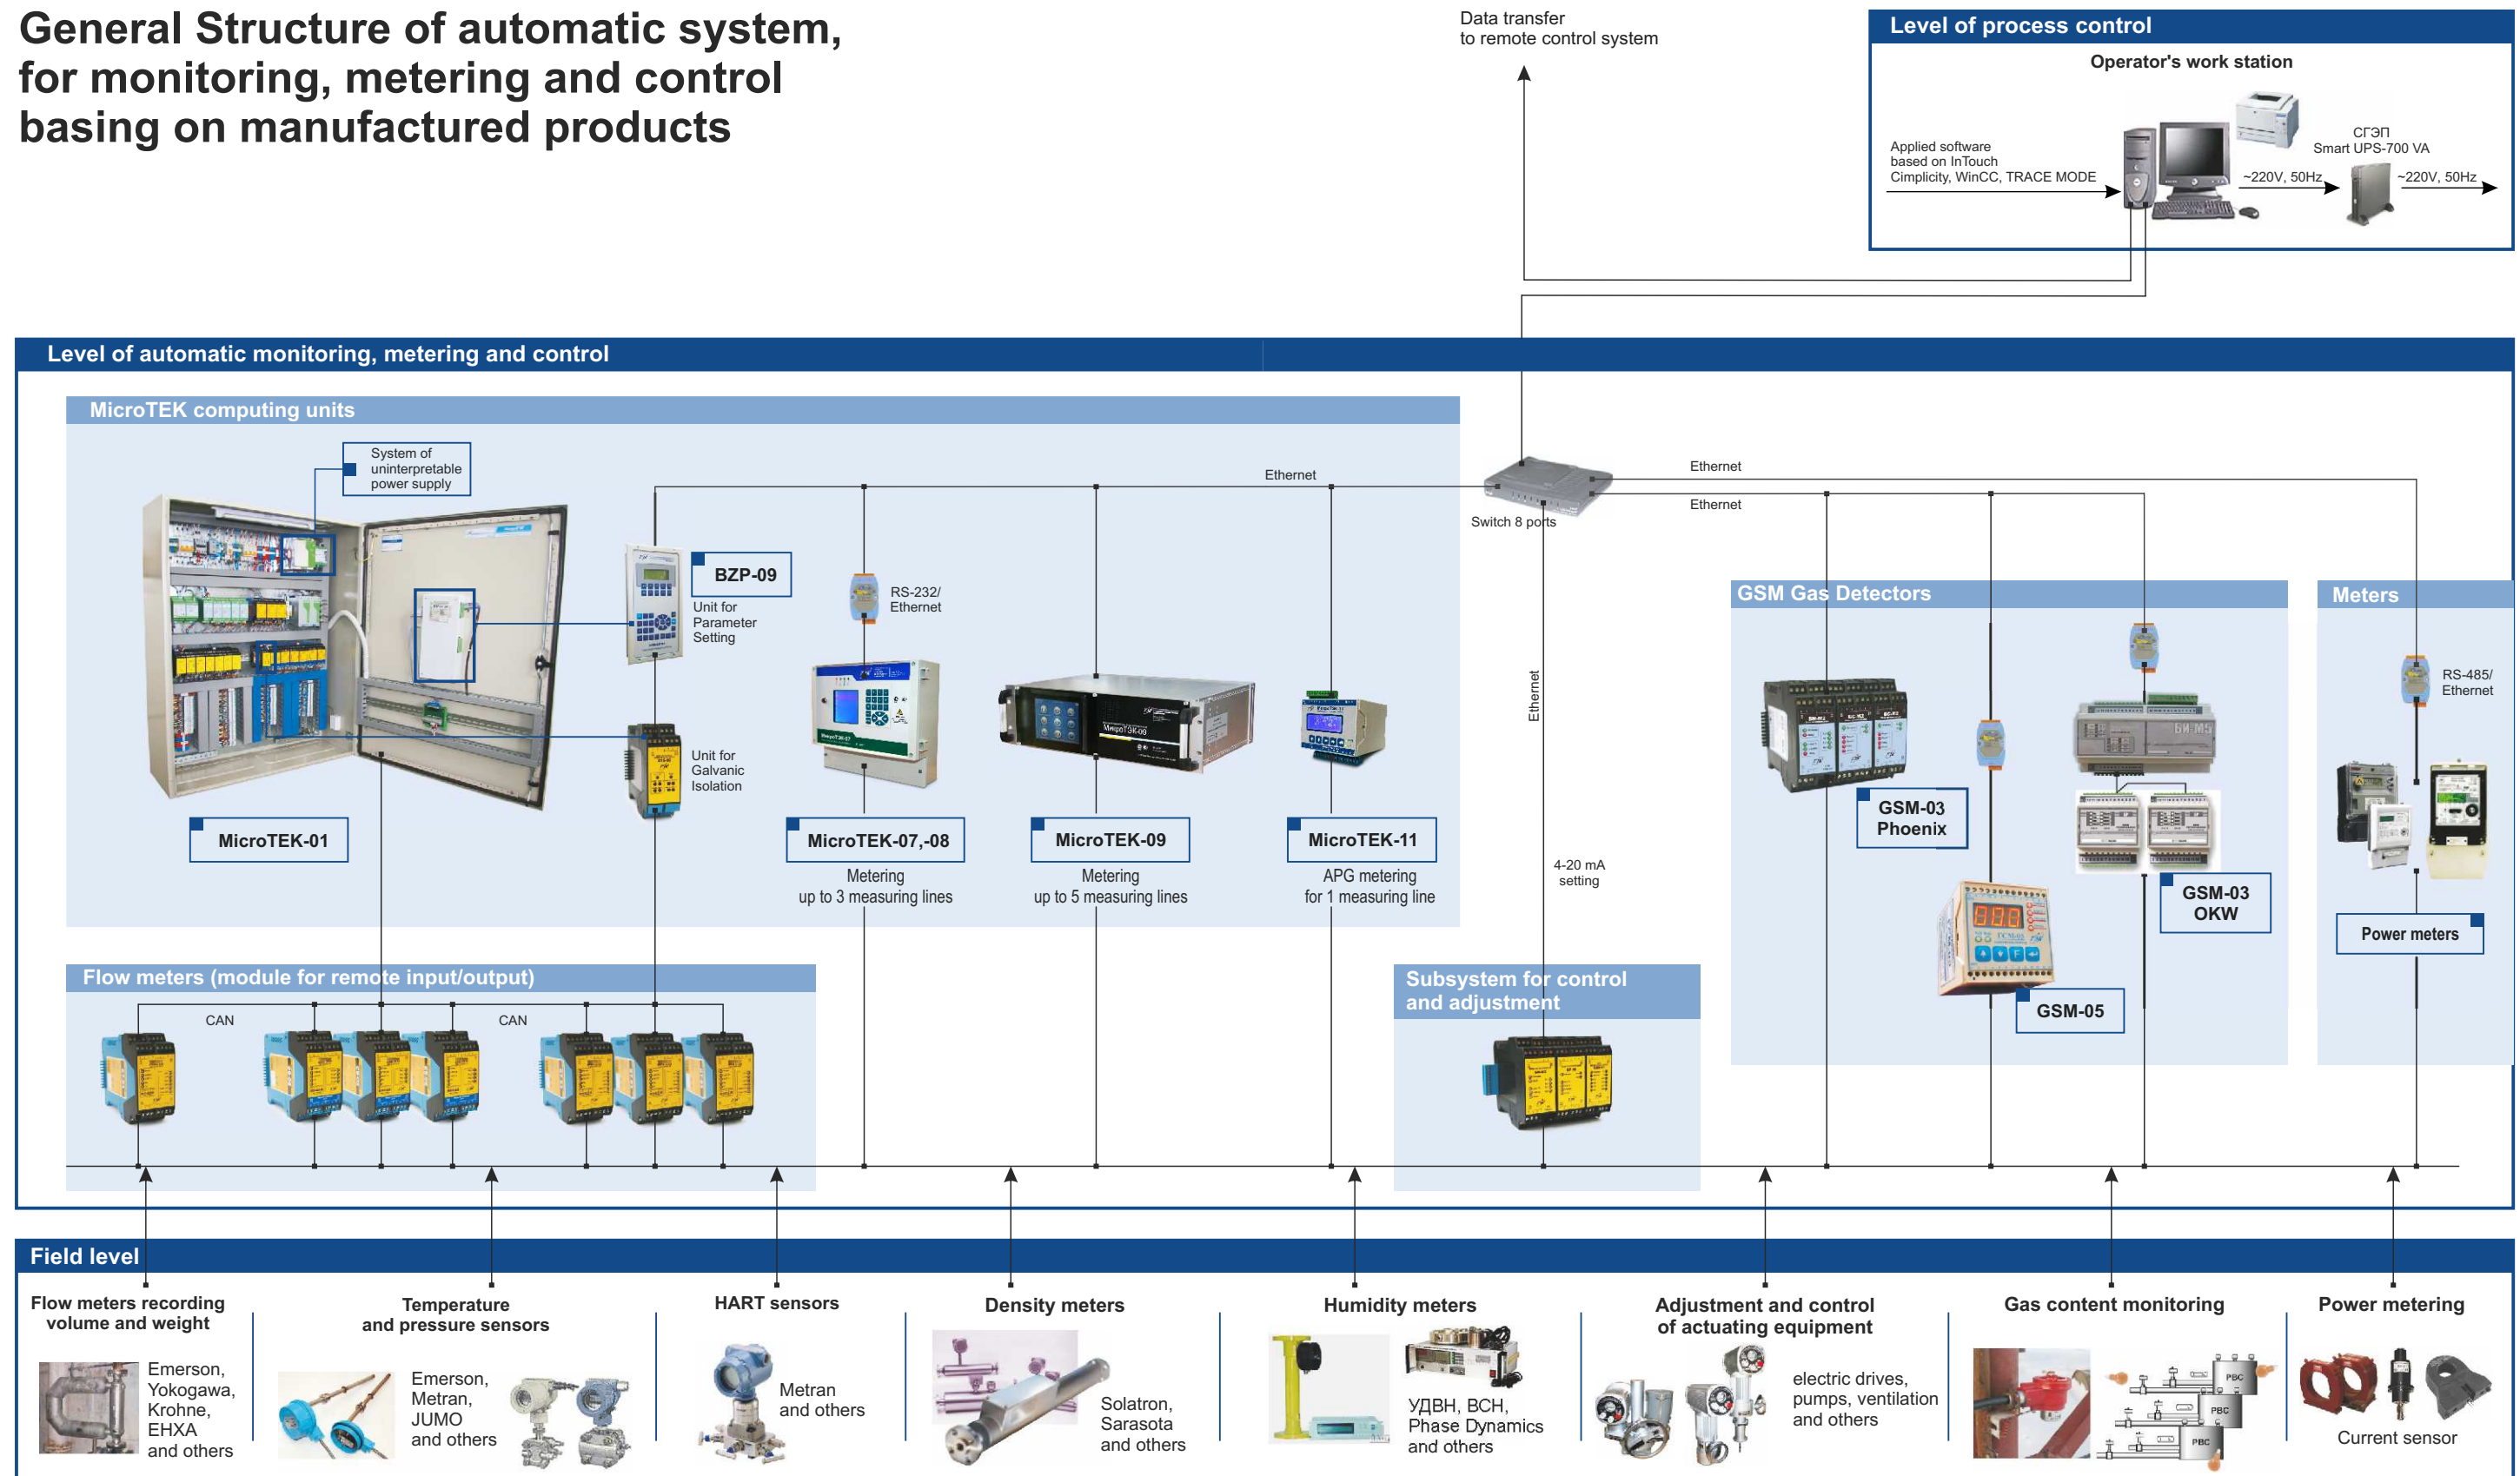 General Structure of automatic system,
for monitoring, metering and control
basing on manufactured products
Data transfer
to remote control system
Level of process control
Operator's work station
Applied software
based on InTouch
Cimplicity, WinCC, TRACE MODE
~220V, 50Hz
СГЭП
Smart UPS-700 VA
~220V, 50Hz
Level of automatic monitoring, metering and control
MicroTEK computing units
System of
uninterpretable
power supply
Ethernet
Switch 8 ports
Ethernet
Ethernet
BZP-09
Unit for
Parameter
Setting
RS-232/
Ethernet
Unit for
Galvanic
Isolation
МикроТЭК-09
MicroTEK-01
MicroTEK-07,-08
Metering
up to 3 measuring lines
MicroTEK-09
Metering
up to 5 measuring lines
MicroTEK-11
APG metering
for 1 measuring line
Ethernet
4-20 mA
setting
GSM Gas Detectors
БИ-М5
GSM-03
Phoenix
GSM-03
OKW
GSM-05
Meters
RS-485/
Ethernet
Power meters
Flow meters (module for remote input/output)
CAN
CAN
Subsystem for control
and adjustment
Field level
Flow meters recording
volume and weight
Emerson,
Yokogawa,
Krohne,
EHXA
and others
Temperature
and pressure sensors
Emerson,
Metran,
JUMO
and others
HART sensors
Metran
and others
Density meters
Solatron,
Sarasota
and others
Humidity meters
УДВН, ВСН,
Phase Dynamics
and others
Adjustment and control
of actuating equipment
electric drives,
pumps, ventilation
and others
Gas content monitoring
РВС
РВС
РВС
Power metering
Current sensor